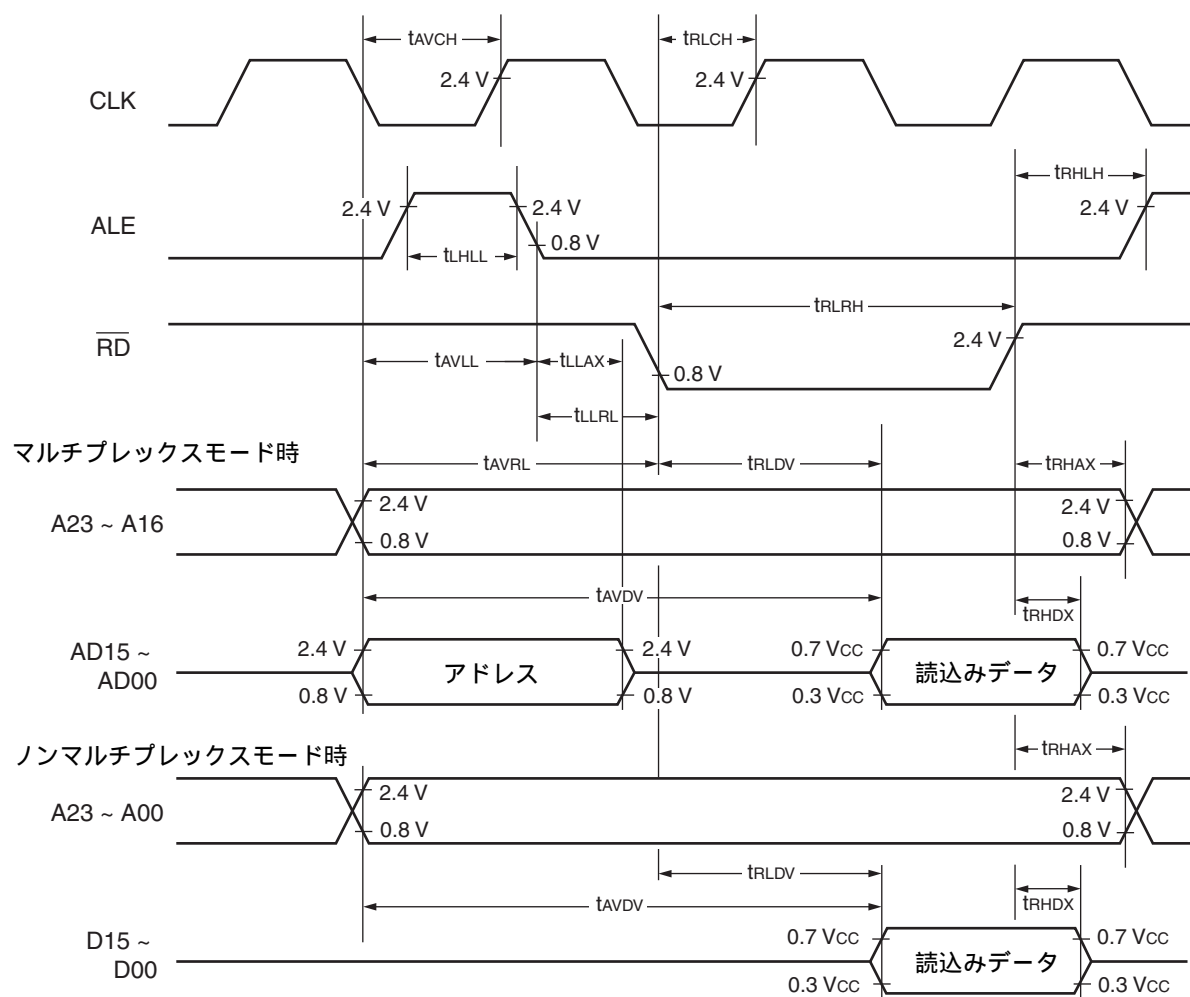 tAVCH
tRLCH
2.4 V
2.4 V
CLK
tRHLH
2.4 V
2.4 V
2.4 V
ALE
0.8 V
tLHLL
tRLRH
RD
2.4 V
tAVLL
tLLAX
0.8 V
tLLRL
マルチプレックスモード時
tAVRL
tRLDV
tRHAX
2.4 V
2.4 V
A23 ~ A16
0.8 V
0.8 V
tAVDV
tRHDX
AD15 ~
AD00
2.4 V
2.4 V
0.7 VCC
0.7 VCC
アドレス
読込みデータ
0.8 V
0.8 V
0.3 VCC
0.3 VCC
ノンマルチプレックスモード時
tRHAX
2.4 V
2.4 V
A23 ~ A00
0.8 V
0.8 V
tRLDV
tAVDV
tRHDX
D15 ~
D00
0.7 VCC
0.7 VCC
読込みデータ
0.3 VCC
0.3 VCC